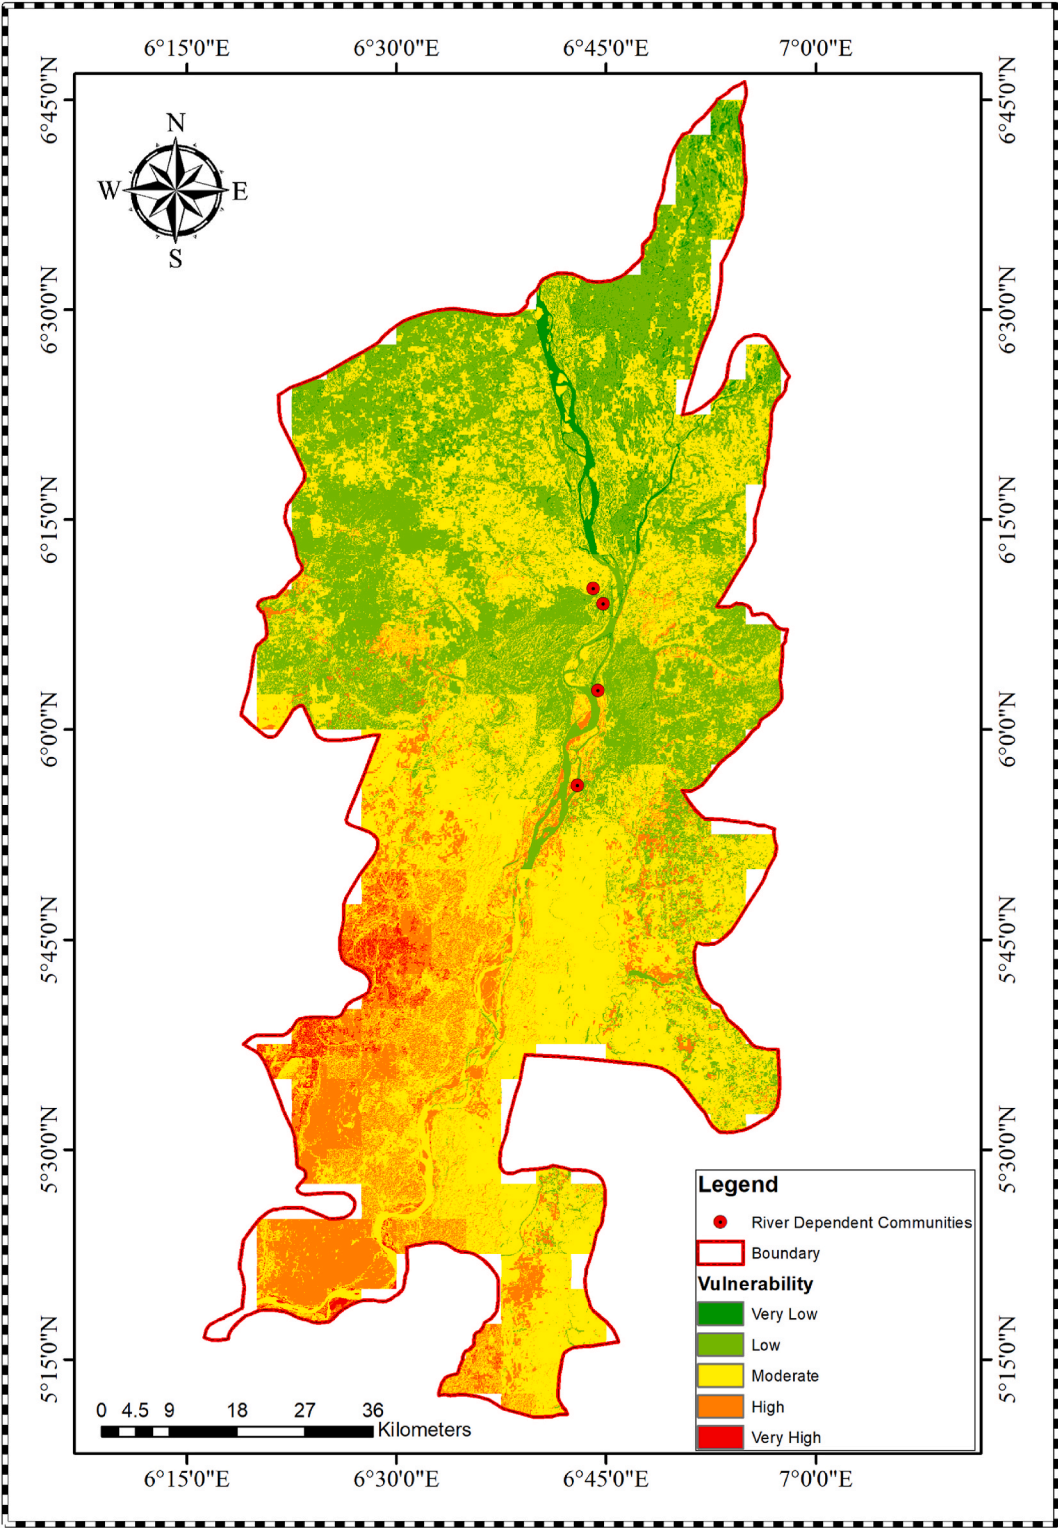 6°15'0"E 6°30'0"E 6°45'0"E 7°0'0"E
6°45'0"N 6°45'0"N
N
W E
S
6°30'0"N 6°30'0"N
6°15'0"N 6°15'0"N
6°0'0"N 6°0'0"N
5°45'0"N 5°45'0"N
5°30'0"N 5°30'0"N
Legend
River Dependent Communities
Boundary
Vulnerability
Very Low
Low
Moderate
High
Very High
5°15'0"N 5°15'0"N
0 4.5 9 18 27 36
Kilometers
6°15'0"E 6°30'0"E 6°45'0"E 7°0'0"E